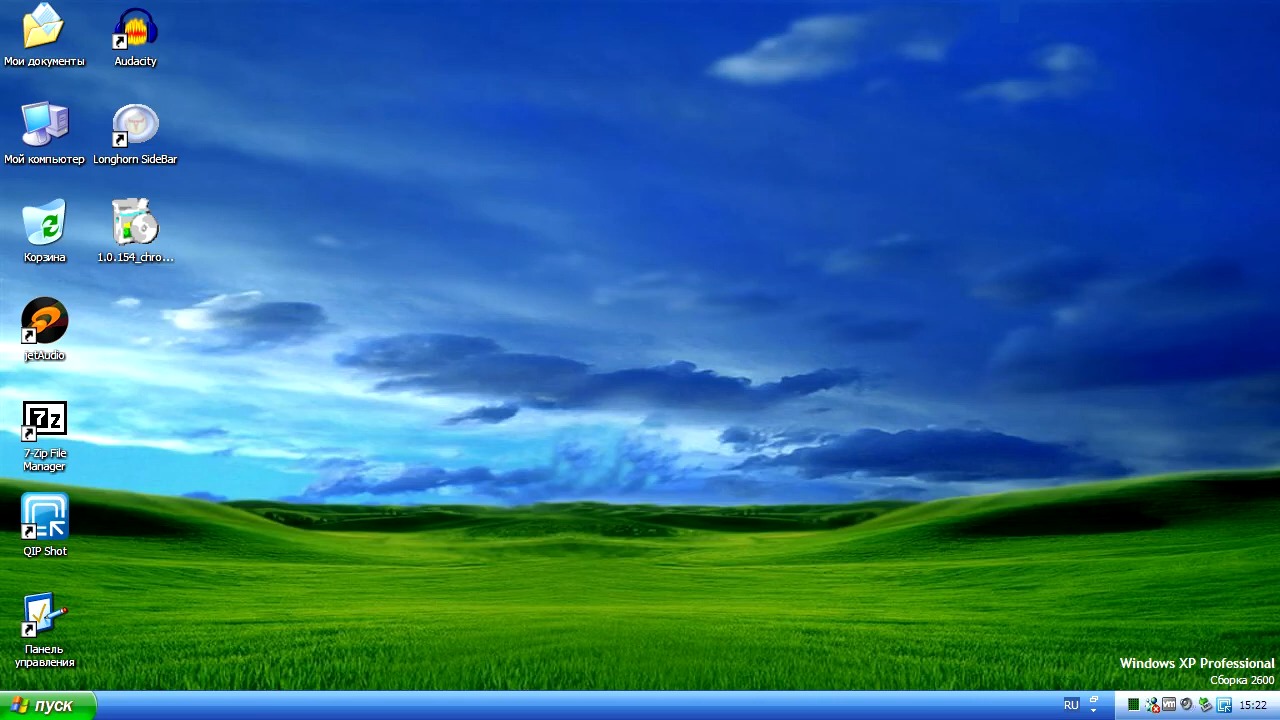 Мои документы
Audacity
Мой компьютер
Longhorn SideBar
Корзина
1.0.154_chro...
jetAudio
7-Zip File
Manager
QIP Shot
Панель
управления
Windows XP Professional
Сборка 2600
пуск
RU
15:22